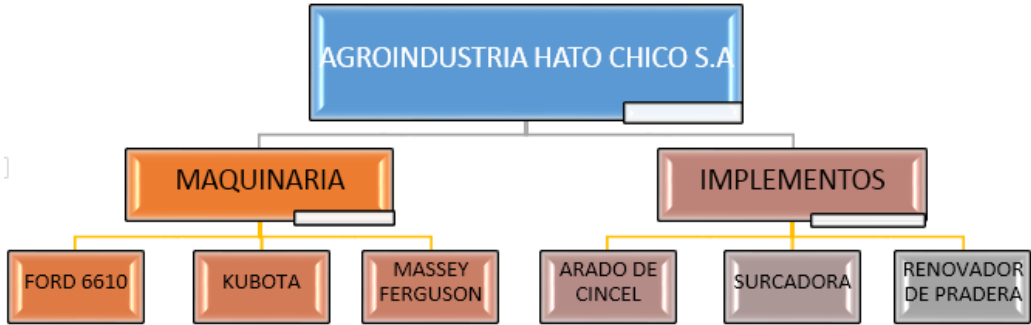 AGROINDUSTRIA HATO CHICO S.A
MAQUINARIA
IMPLEMENTOS
FORD 6610
KUBOTA
MASSEY
FERGUSON
ARADO DE
CINCEL
SURCADORA
RENOVADOR
DE PRADERA